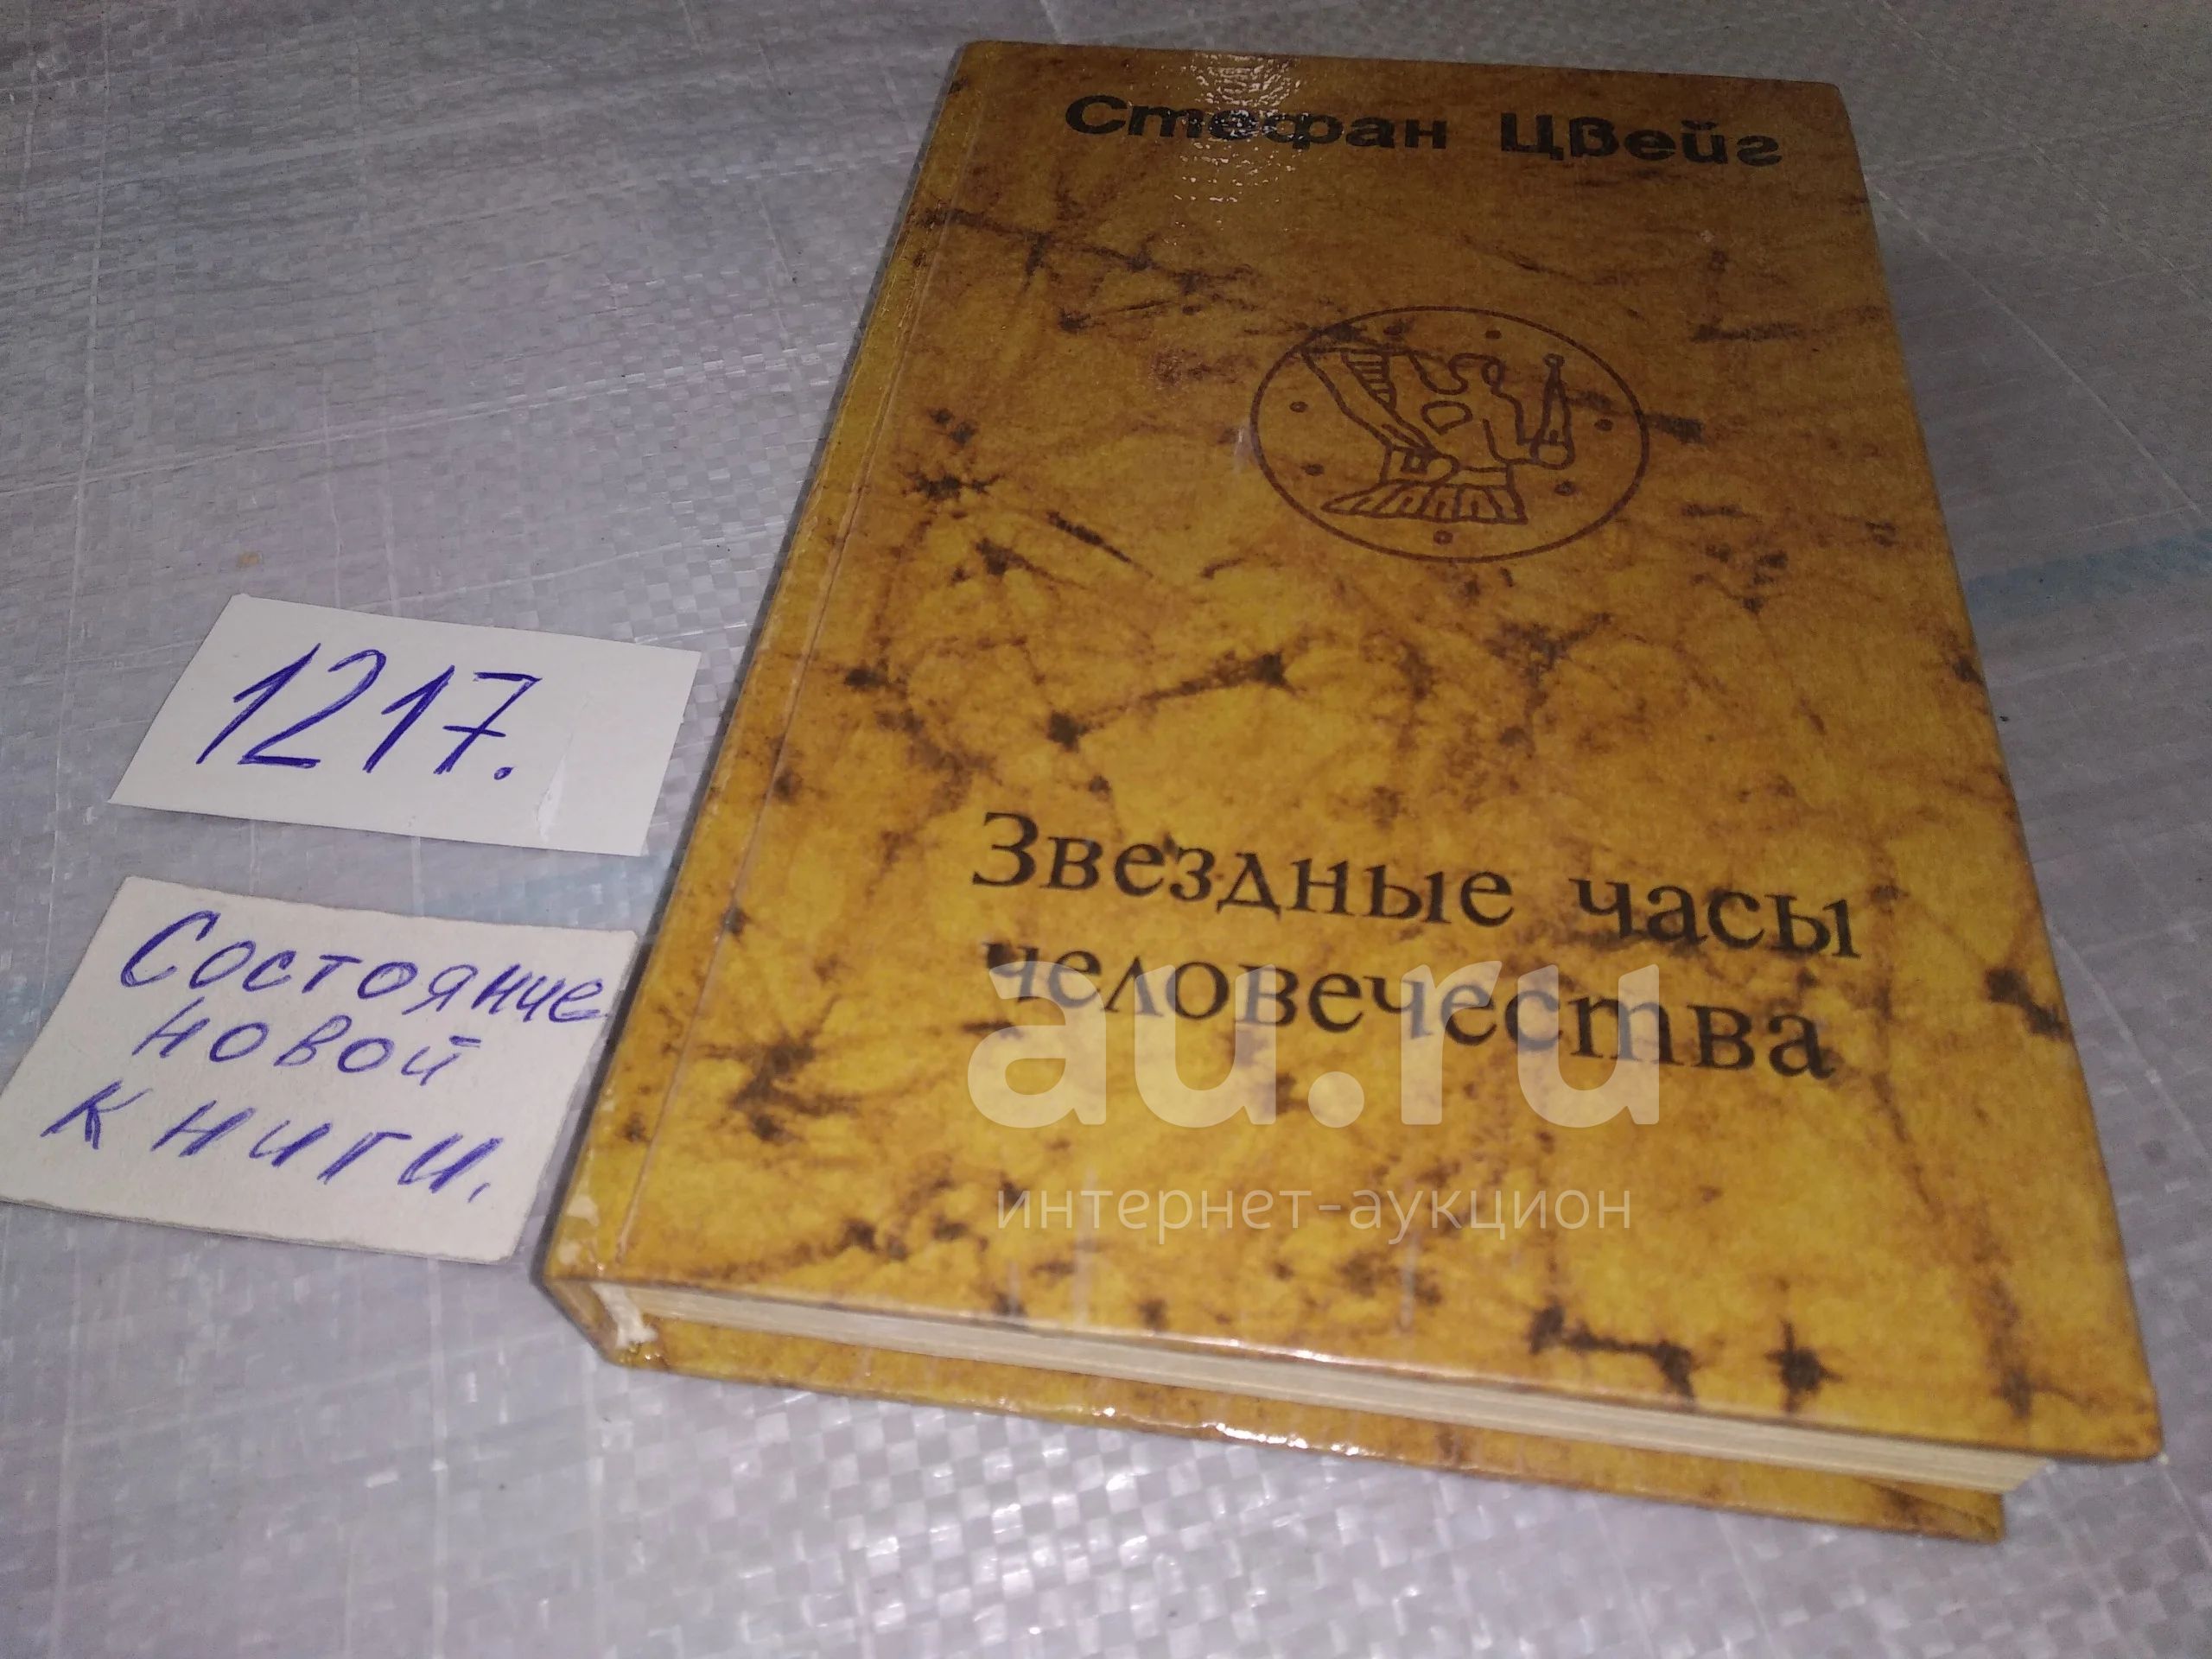 Стефан Цвейг
Звездные часы
человечества
1217.
Состояние
новой
книги.
au.ru
интернет-аукцион